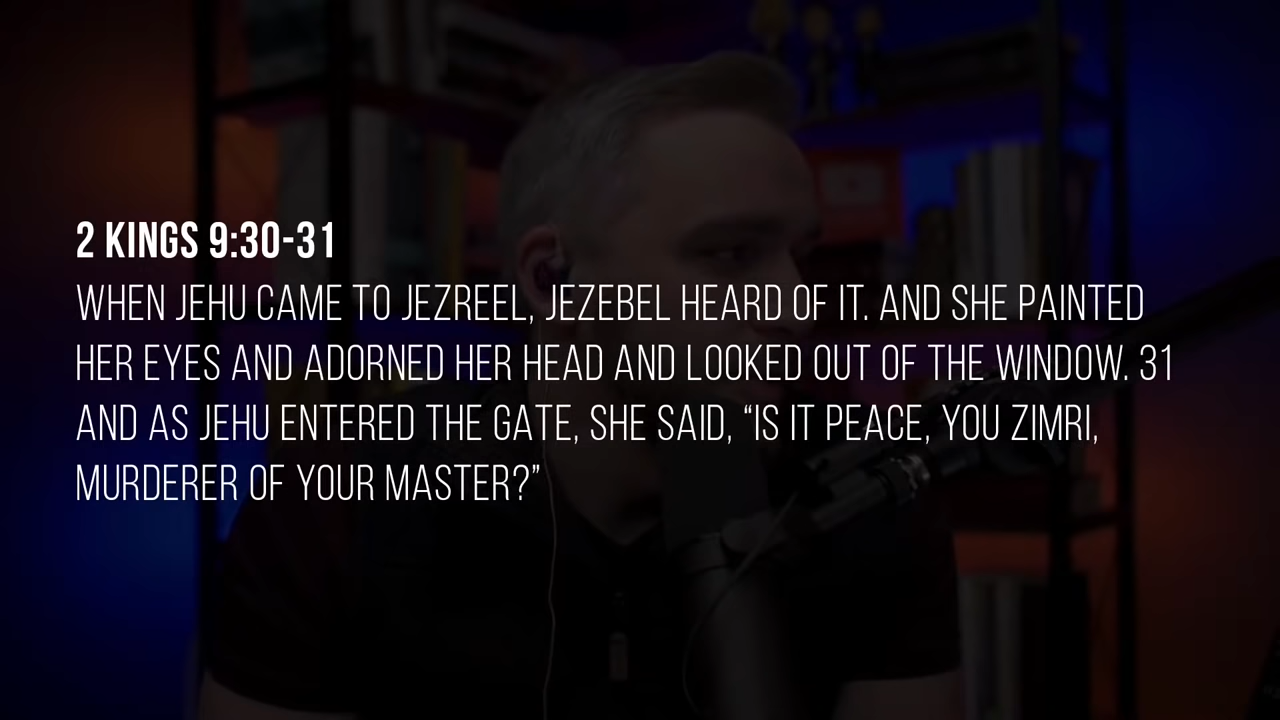 2 KINGS 9:30-31
WHEN JEHU CAME TO JEZREEL, JEZEBEL HEARD OF IT. AND SHE PAINTED
HER EYES AND ADORNED HER HEAD AND LOOKED OUT OF THE WINDOW. 31
AND AS JEHU ENTERED THE GATE, SHE SAID, “IS IT PEACE, YOU ZIMRI,
MURDERER OF YOUR MASTER?”